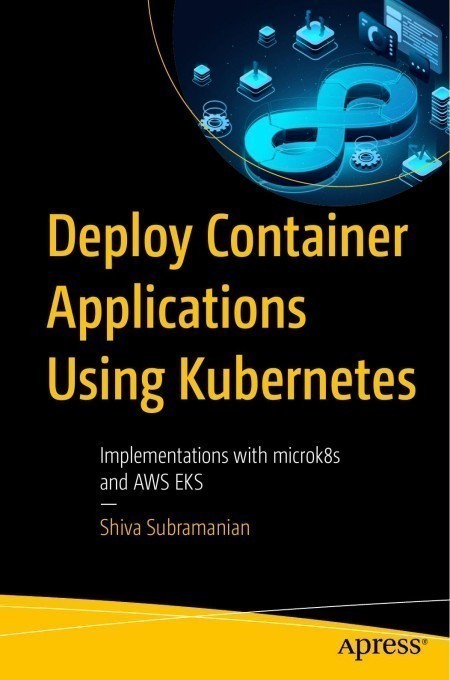 Deploy Container
Applications
Using Kubernetes
Implementations with microk8s
and AWS EKS
—
Shiva Subramanian
Apress®